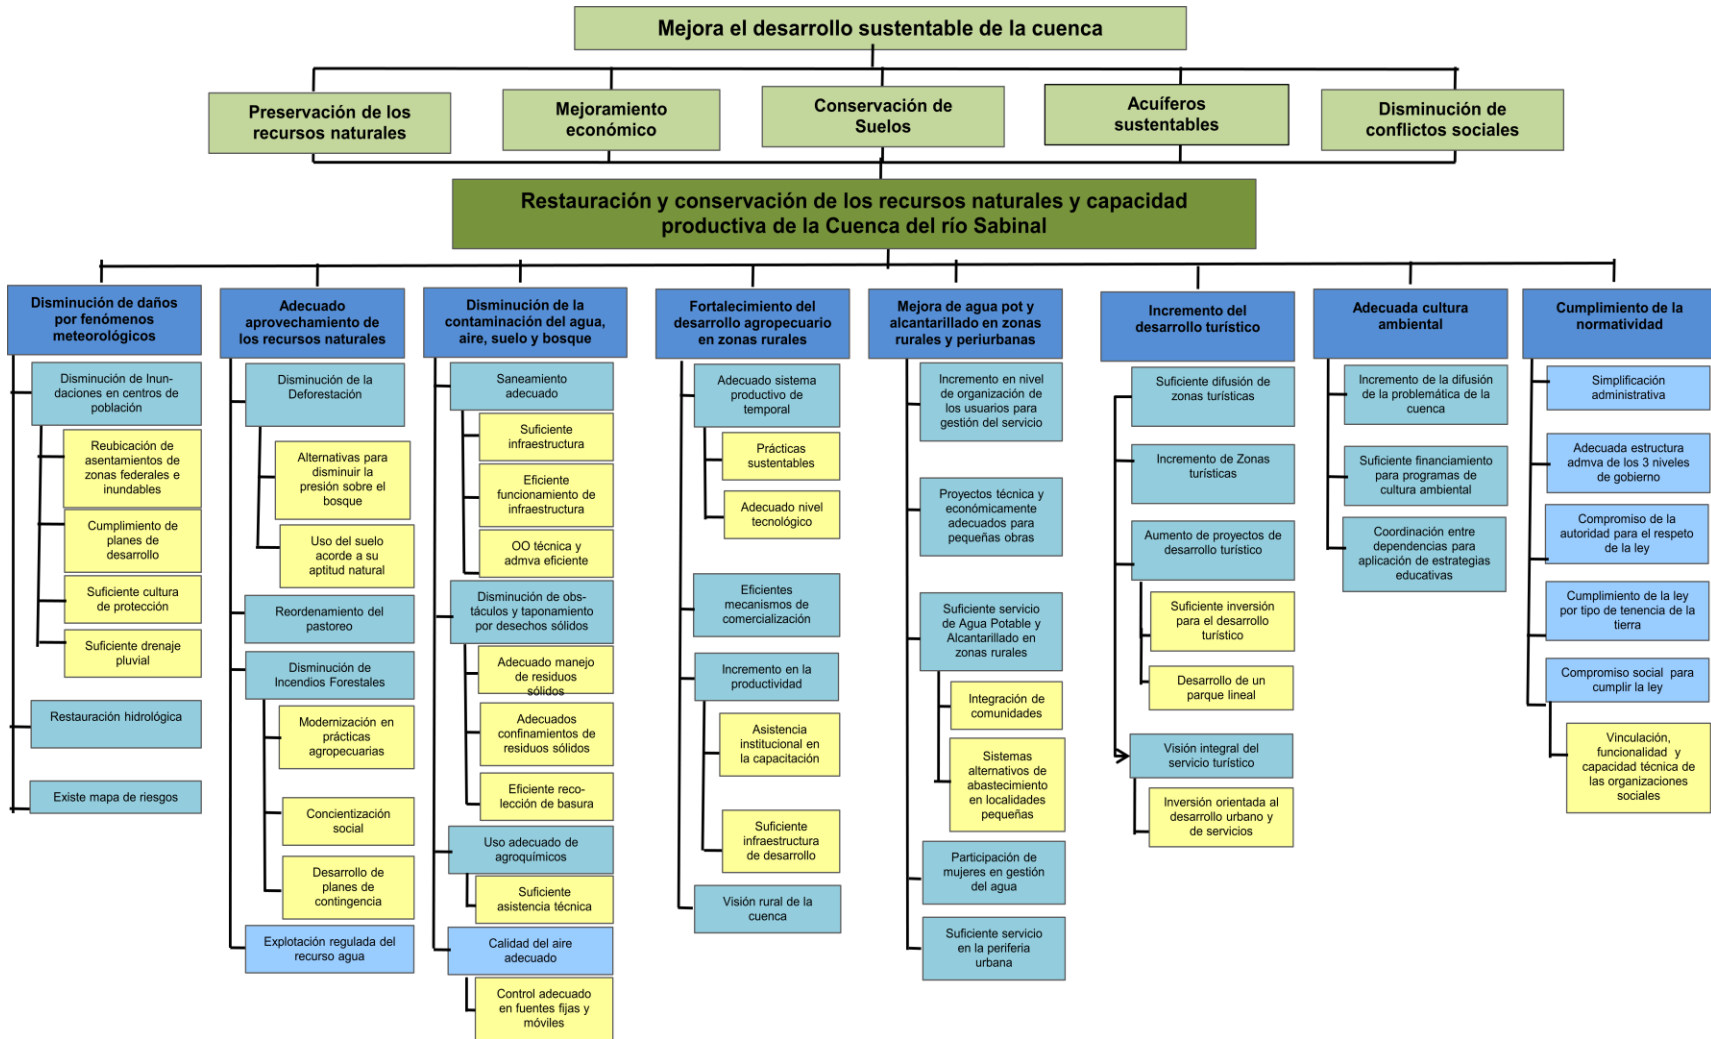 Mejora el desarrollo sustentable de la cuenca
Preservación de los
recursos naturales
Mejoramiento
económico
Conservación de
Suelos
Acuíferos
sustentables
Disminución de
conflictos sociales
Restauración y conservación de los recursos naturales y capacidad
productiva de la Cuenca del río Sabinal
Disminución de daños
por fenómenos
meteorológicos
Disminución de Inun-
daciones en centros de
población
Reubicación de
asentamientos de
zonas federales e
inundables
Cumplimiento de
planes de desarrollo
Suficiente cultura
de protección
Suficiente drenaje
pluvial
Restauración hidrológica
Existe mapa de riesgos
Adecuado
aprovechamiento de
los recursos naturales
Disminución de la
Deforestación
Alternativas para
disminuir la
presión sobre el
bosque
Uso del suelo
acorde a su
aptitud natural
Reordenamiento del
pastoreo
Disminución de
Incendios Forestales
Modernización en
prácticas
agropecuarias
Concientización
social
Desarrollo de
planes de
contingencia
Explotación regulada del
recurso agua
Disminución de la
contaminación del agua,
aire, suelo y bosque
Saneamiento
adecuado
Suficiente
infraestructura
Eficiente
funcionamiento de
infraestructura
OO técnica y
admva eficiente
Disminución de obs-
táculos y taponamiento
por desechos sólidos
Adecuado manejo
de residuos
sólidos
Adecuados
confinamientos de
residuos sólidos
Eficiente reco-
lección de basura
Uso adecuado de
agroquímicos
Suficiente
asistencia técnica
Calidad del aire
adecuado
Control adecuado
en fuentes fijas y
móviles
Fortalecimiento del
desarrollo agropecuario
en zonas rurales
Adecuado sistema
productivo de
temporal
Prácticas
sustentables
Adecuado nivel
tecnológico
Eficientes
mecanismos de
comercialización
Incremento en la
productividad
Asistencia
institucional en
la capacitación
Suficiente
infraestructura
de desarrollo
Visión rural de la
cuenca
Mejora de agua pot y
alcantarillado en zonas
rurales y periurbanas
Incremento en nivel
de organización de
los usuarios para
gestión del servicio
Proyectos técnica y
económicamente
adecuados para
pequeñas obras
Suficiente servicio
de Agua Potable y
Alcantarillado en
zonas rurales
Integración de
comunidades
Sistemas
alternativos de
abastecimiento
en localidades
pequeñas
Participación de
mujeres en gestión
del agua
Suficiente servicio
en la periferia
urbana
Incremento del
desarrollo turístico
Suficiente difusión de
zonas turísticas
Incremento de Zonas
turísticas
Aumento de proyectos de
desarrollo turístico
Suficiente inversión
para el desarrollo
turístico
Desarrollo de un
parque lineal
Visión integral del
servicio turístico
Inversión orientada al
desarrollo urbano y
de servicios
Adecuada cultura
ambiental
Incremento de la difusión
de la problemática de la
cuenca
Suficiente financiamiento
para programas de
cultura ambiental
Coordinación entre
dependencias para
aplicación de estrategias
educativas
Cumplimiento de la
normatividad
Simplificación
administrativa
Adecuada estructura
admva de los 3 niveles
de gobierno
Compromiso de la
autoridad para el respeto
de la ley
Cumplimiento de la ley
por tipo de tenencia de la
tierra
Compromiso social para
cumplir la ley
Vinculación,
funcionalidad y
capacidad técnica de
las organizaciones
sociales